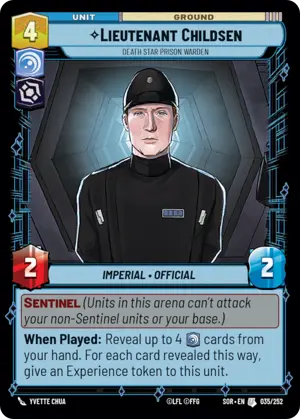 UNIT
GROUND
4
✧LIEUTENANT CHILDSEN
DEATH STAR PRISON WARDEN
2
2
IMPERIAL • OFFICIAL
SENTINEL (Units in this arena can't attack
your non-Sentinel units or your base.)
When Played: Reveal up to 4 cards from
your hand. For each card revealed this way,
give an Experience token to this unit.
YVETTE CHUA
©LFL ©FFG
SOR • EN
035/252